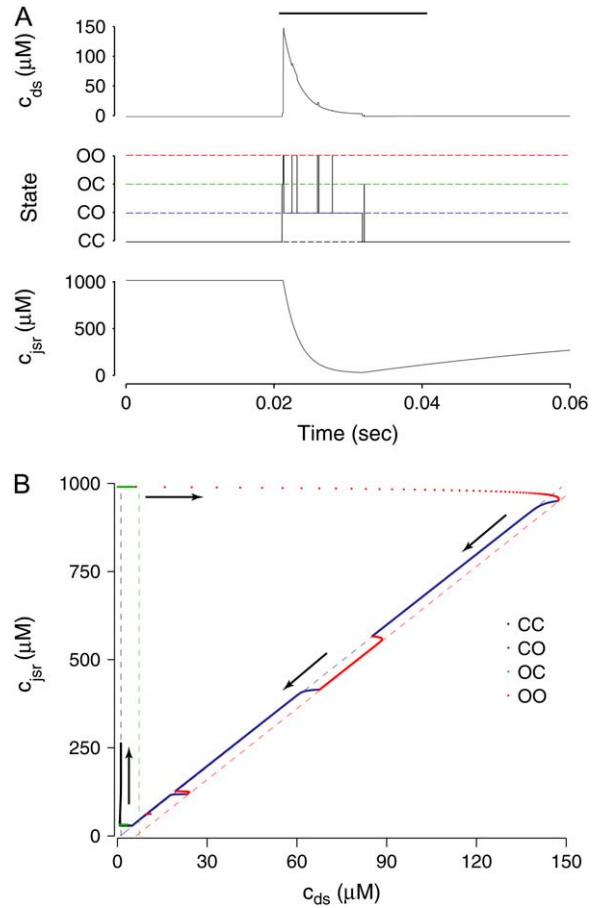 A
150
100
50
0
c_ds (μM)
OO
OC
CO
CC
State
1000
500
0
c_jsr (μM)
0 0.02 0.04 0.06
Time (sec)
B
1000
750
500
250
0
c_jsr (μM)
CC
CO
OC
OO
0 30 60 90 120 150
c_ds (μM)